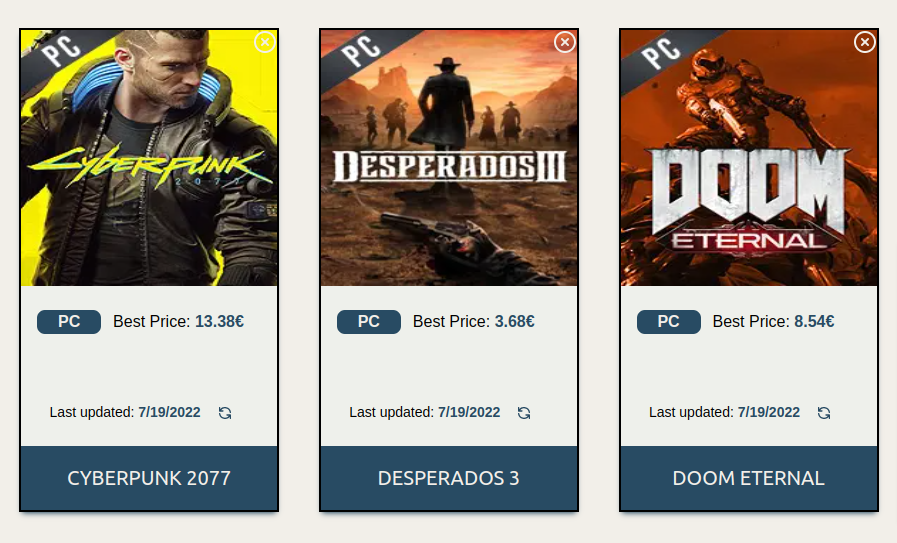 PC
CYBERPUNK
2077
PC Best Price: 13.38€
Last updated: 7/19/2022
CYBERPUNK 2077
PC
DESPERADOS III
PC Best Price: 3.68€
Last updated: 7/19/2022
DESPERADOS 3
PC
DOOM
ETERNAL
PC Best Price: 8.54€
Last updated: 7/19/2022
DOOM ETERNAL